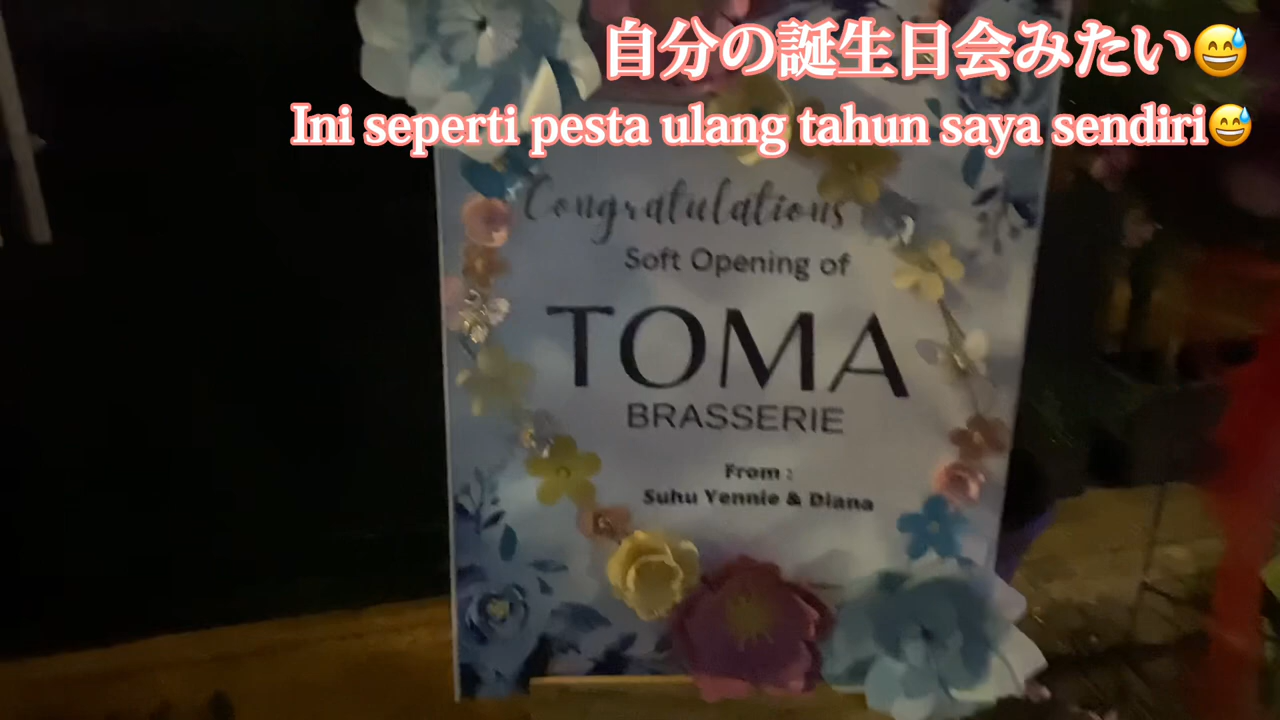 自分の誕生日会みたい😅
Ini seperti pesta ulang tahun saya sendiri😅
Congratulations
Soft Opening of
TOMA
BRASSERIE
From :
Suhu Yennie & Diana